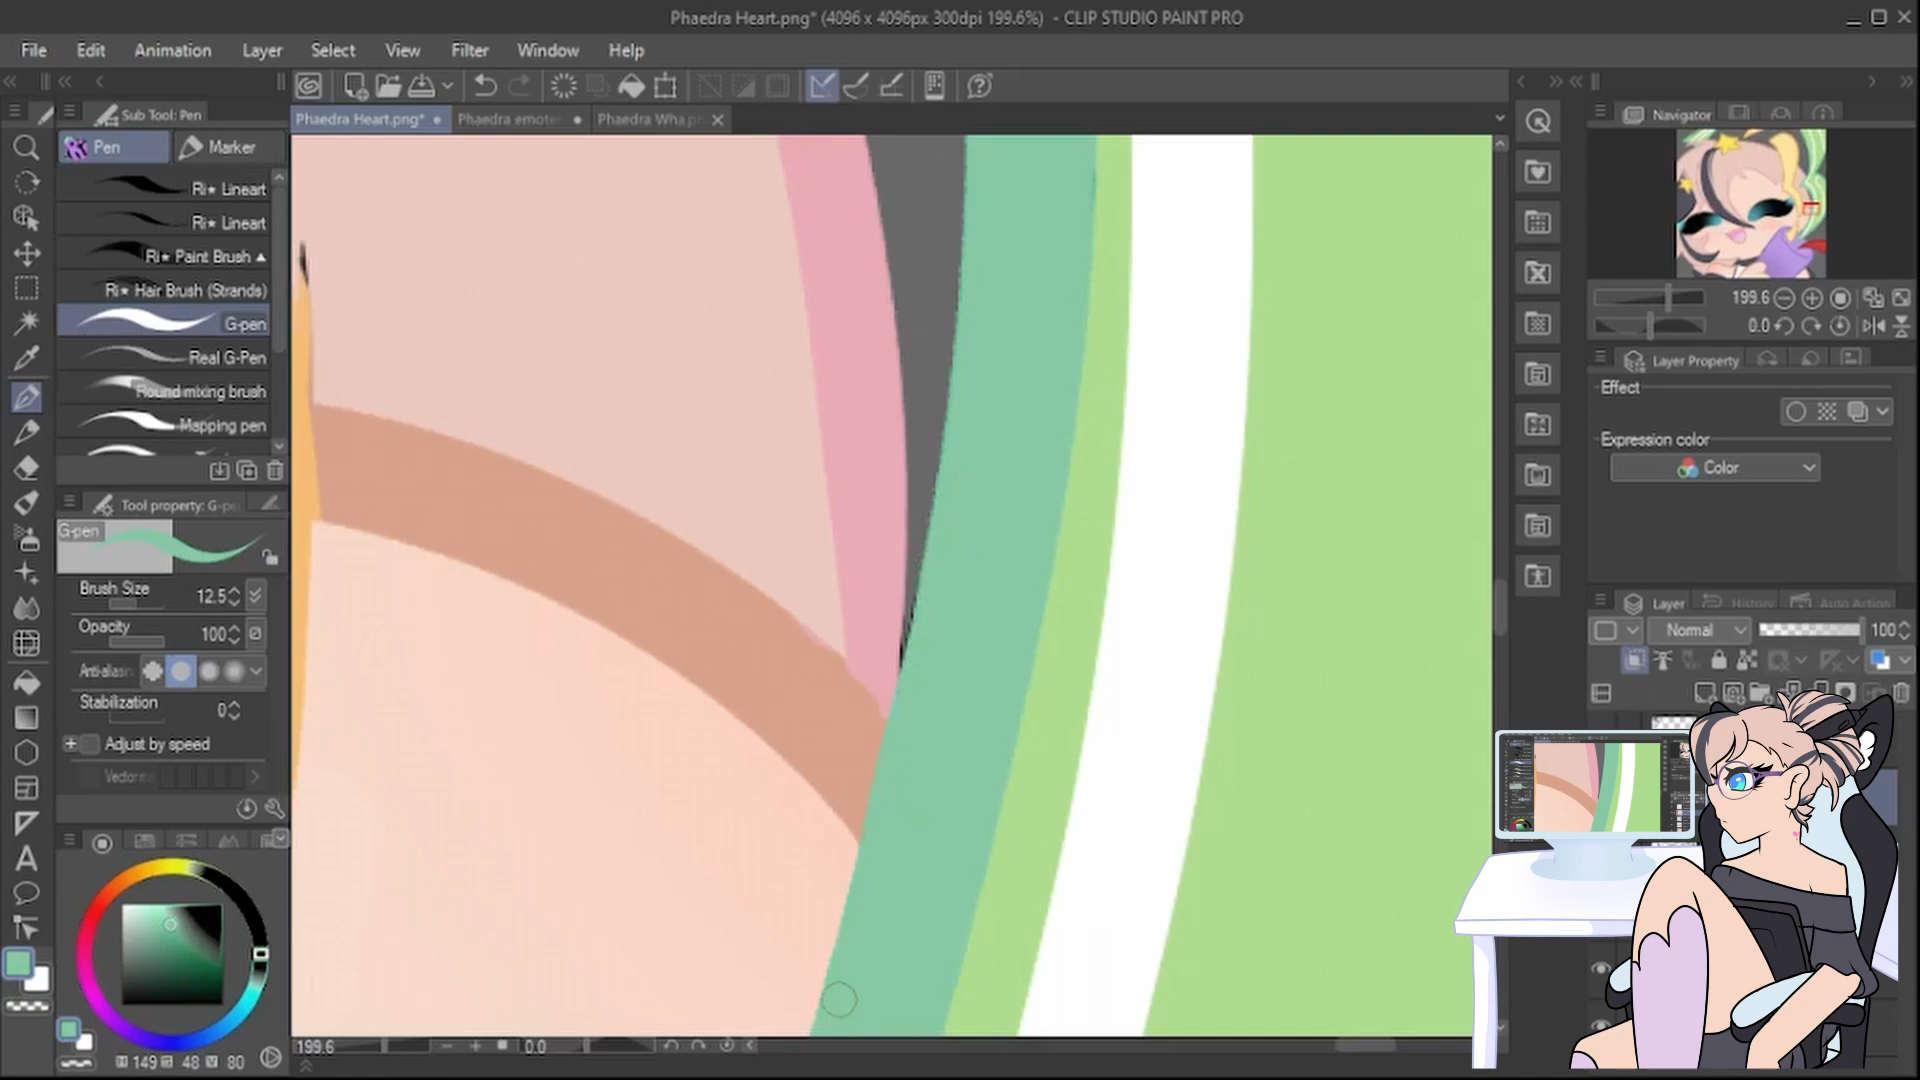 Phaedra Heart.png* (4096 x 4096px 300dpi 199.6%) - CLIP STUDIO PAINT PRO
File Edit Animation Layer Select View Filter Window Help
Sub Tool: Pen
Phaedra Heart.png* Phaedra emote Phaedra Wha.pn
Navigator
Pen Marker
Ri★ Lineart
Ri★ Lineart
Ri★ Paint Brush
Ri★ Hair Brush (Strands)
G-pen
Real G-Pen
Round mixing brush
Mapping pen
199.6
0.0
Layer Property
Effect
Expression color
Color
Tool property: G-pe
G-pen
Brush Size 12.5
Opacity 100
Anti-aliasin
Stabilization 0
Adjust by speed
Vector
Layer History Auto Action
Normal 100
149 48 80
199.6 0.0